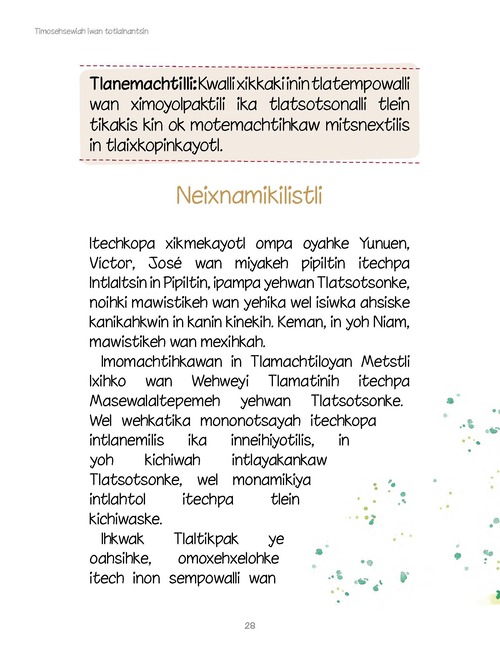 Timosehsewiah iwan totlalnantsin
Tlanemachtilli: Kwalli xikkaki inin tlatempowalli
wan ximoyolpaktili ika tlatsotsonalli tlein
tikakis kin ok motemachtihkaw mitsnextilis
in tlaixkopinkayotl.
Neixnamikilistli
Itechkopa xikmekayotl ompa oyahke Yunuen,
Víctor, José wan miyakeh pipiltin itechpa
Intlaltsin in Pipiltin, ipampa yehwan Tlatsotsonke,
noihki mawistikeh wan yehika wel isiwka ahsiske
kanikahkwin in kanin kinekih. Keman, in yoh Niam,
mawistikeh wan mexihkah.
Imomachtihkawan in Tlamachtiloyan Metstli
Ixihko wan Wehweyi Tlamatinih itechpa
Masewalaltepemeh yehwan Tlatsotsonke.
Wel wehkatika mononotsayah itechkopa
intlanemilis ika inneihiyotilis, in
yoh kichiwah intlayakankaw
Tlatsotsonke, wel monamikiya
intlahtol itechpa tlein
kichiwaske.
Ihkwak Tlaltikpak ye
oahsihke, omoxehxelohke
itech inon sempowalli wan
28